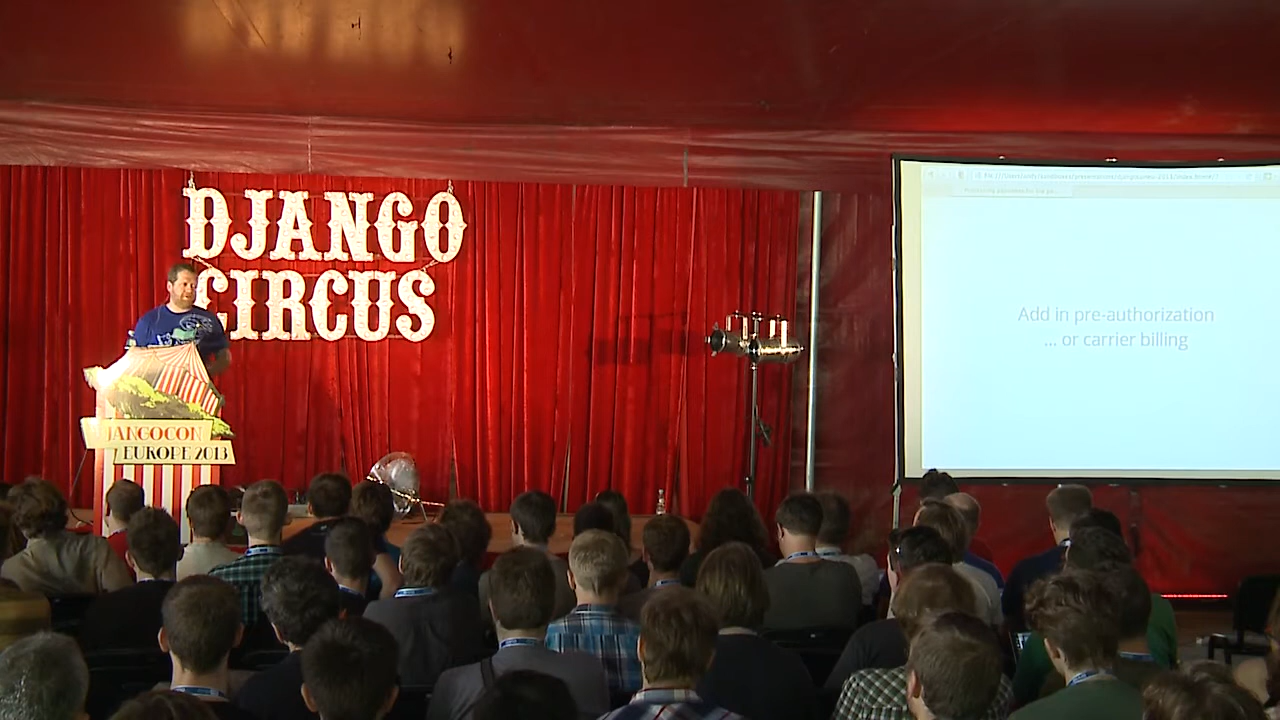 DJANGO
CIRCUS
JANGOCON
EUROPE 2013
Add in pre-authorization
... or carrier billing